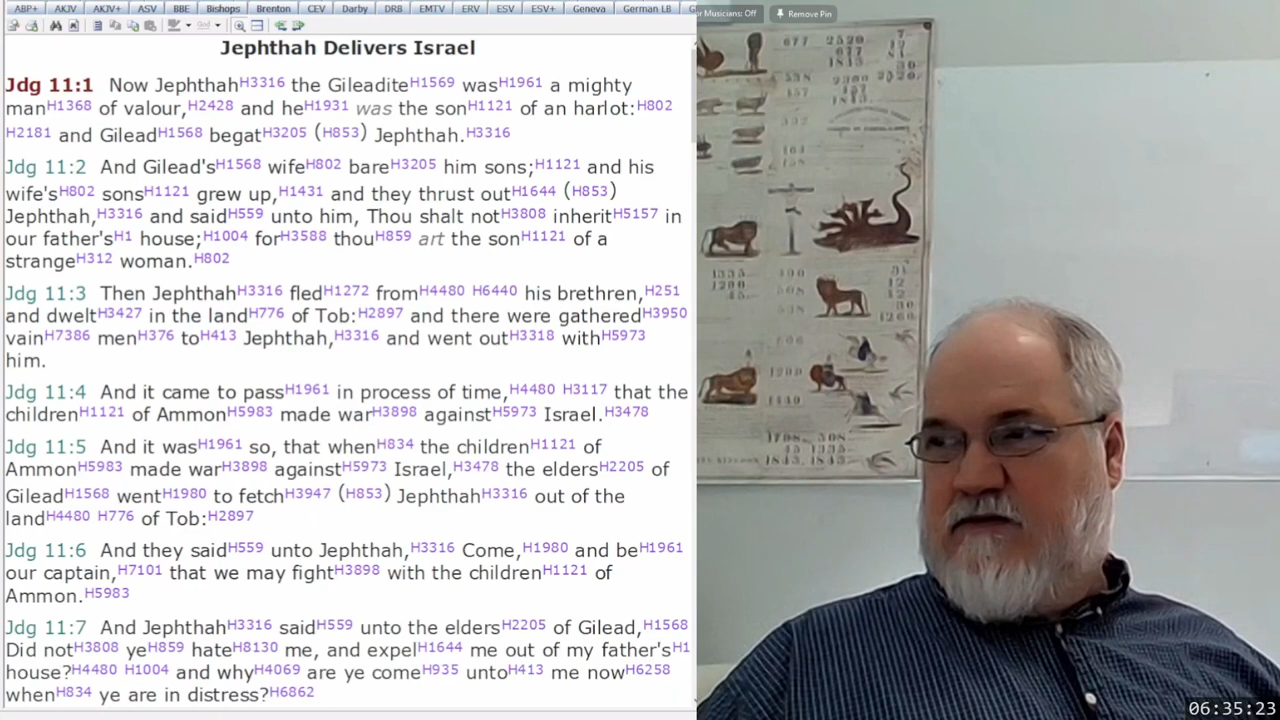 ABP+ AKJV AKJV+ ASV BBE Bishops Brenton CEV Darby DRB EMTV ERV ESV ESV+ Geneva German LB
or Musicians: Off Remove Pin
Jephthah Delivers Israel
Jdg 11:1 Now JephthahH3316 the GileaditeH1569 wasH1961 a mighty
manH1368 of valour,H2428 and heH1931 was the sonH1121 of an harlot:H802
H2181 and GileadH1568 begatH3205 (H853) Jephthah.H3316
Jdg 11:2 And Gilead'sH1568 wifeH802 bareH3205 him sons;H1121 and his
wife'sH802 sonsH1121 grew up,H1431 and they thrust outH1644 (H853)
Jephthah,H3316 and saidH559 unto him, Thou shalt notH3808 inheritH5157 in
our father'sH1 house;H1004 forH3588 thouH859 art the sonH1121 of a
strangeH312 woman.H802
Jdg 11:3 Then JephthahH3316 fledH1272 fromH4480 H6440 his brethren,H251
and dweltH3427 in the landH776 of Tob:H2897 and there were gatheredH3950
vainH7386 menH376 toH413 Jephthah,H3316 and went outH3318 withH5973
him.
Jdg 11:4 And it came to passH1961 in process of time,H4480 H3117 that the
childrenH1121 of AmmonH5983 made warH3898 againstH5973 Israel.H3478
Jdg 11:5 And it wasH1961 so, that whenH834 the childrenH1121 of
AmmonH5983 made warH3898 againstH5973 Israel,H3478 the eldersH2205 of
GileadH1568 wentH1980 to fetchH3947 (H853) JephthahH3316 out of the
landH4480 H776 of Tob:H2897
Jdg 11:6 And they saidH559 unto Jephthah,H3316 Come,H1980 and beH1961
our captain,H7101 that we may fightH3898 with the childrenH1121 of
Ammon.H5983
Jdg 11:7 And JephthahH3316 saidH559 unto the eldersH2205 of Gilead,H1568
Did notH3808 yeH859 hateH8130 me, and expelH1644 me out of my father'sH1
house?H4480 H1004 and whyH4069 are ye comeH935 untoH413 me nowH6258
whenH834 ye are in distress?H6862
677 2520
677
538
1335 1290
1260
1843, 1843
06:35:23